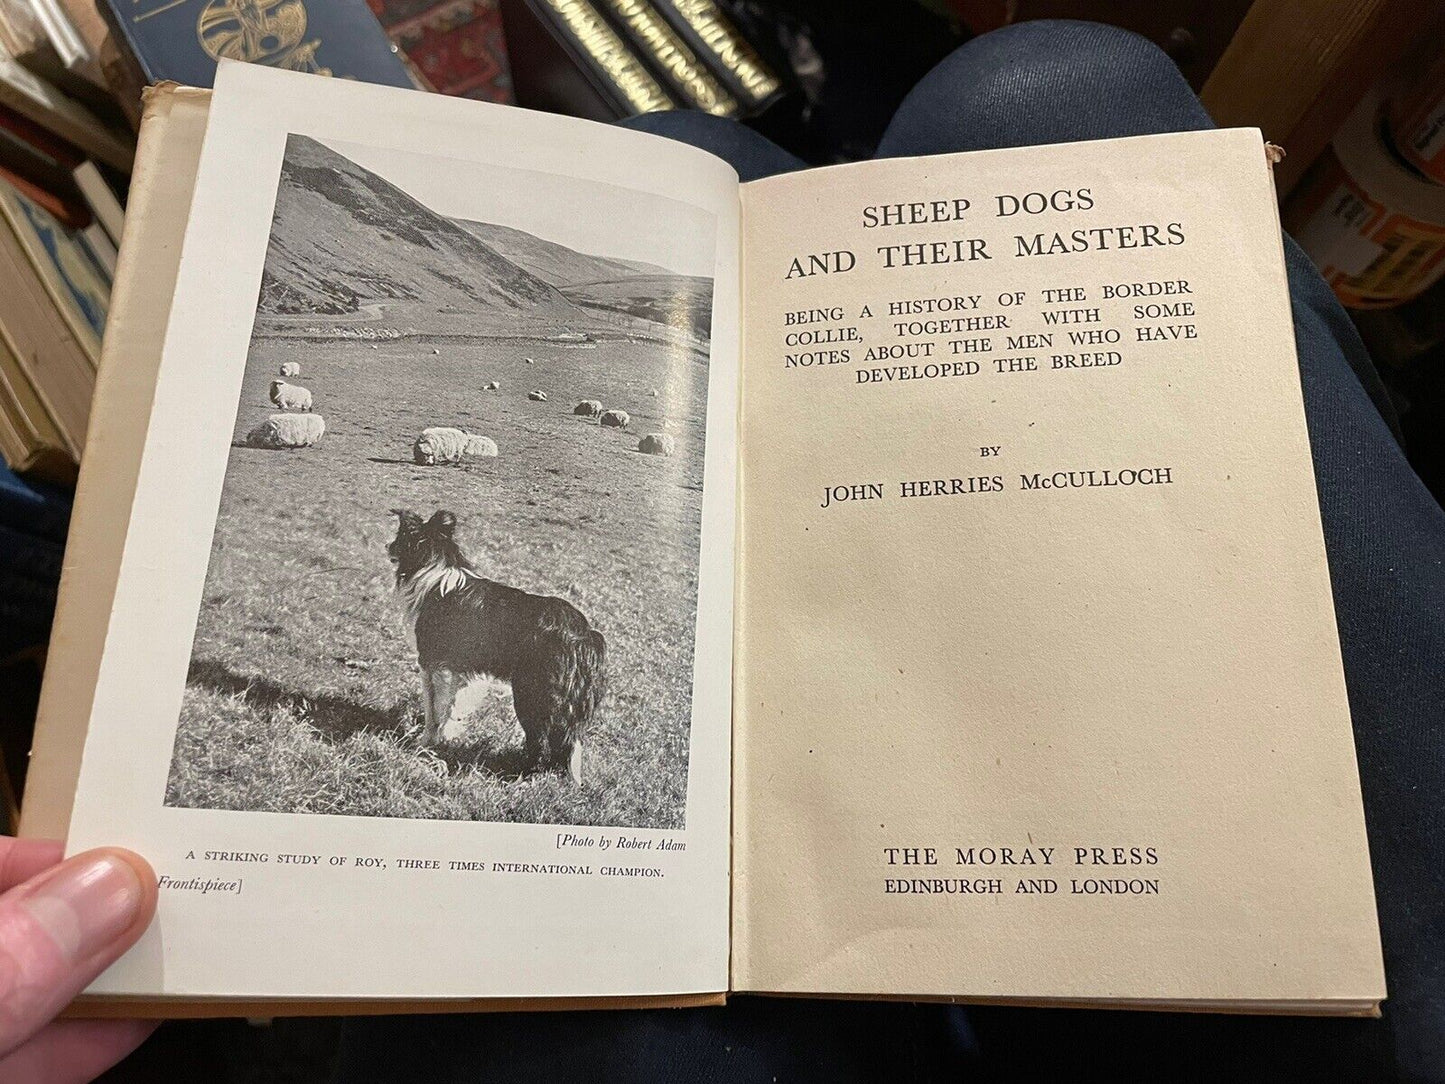 [Photo by Robert Adam
A STRIKING STUDY OF ROY, THREE TIMES INTERNATIONAL CHAMPION.
Frontispiece]
SHEEP DOGS
AND THEIR MASTERS
BEING A HISTORY OF THE BORDER
COLLIE, TOGETHER WITH SOME
NOTES ABOUT THE MEN WHO HAVE
DEVELOPED THE BREED
BY
JOHN HERRIES McCULLOCH
THE MORAY PRESS
EDINBURGH AND LONDON